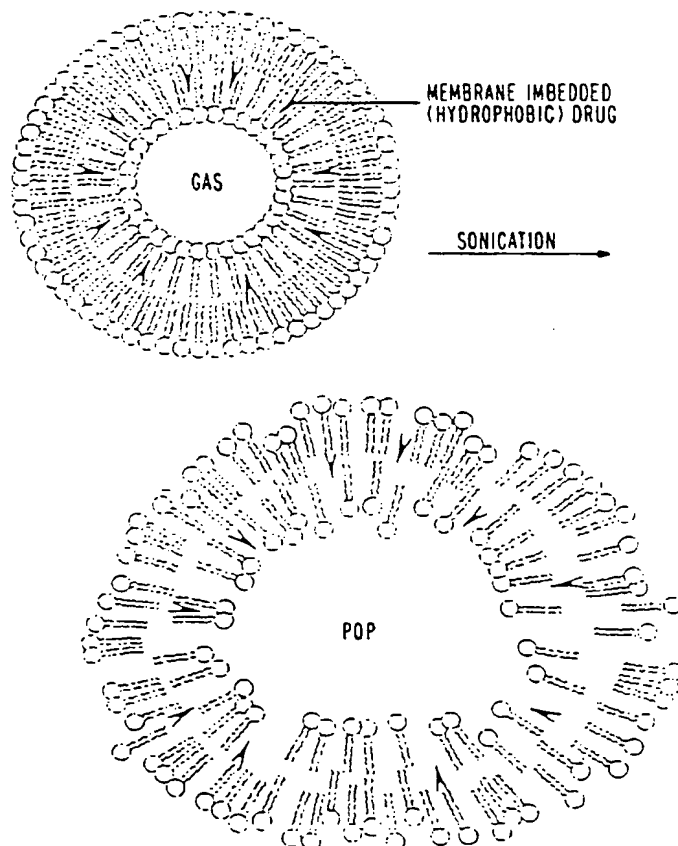 MEMBRANE IMBEDDED
(HYDROPHOBIC) DRUG
GAS
SONICATION
POP